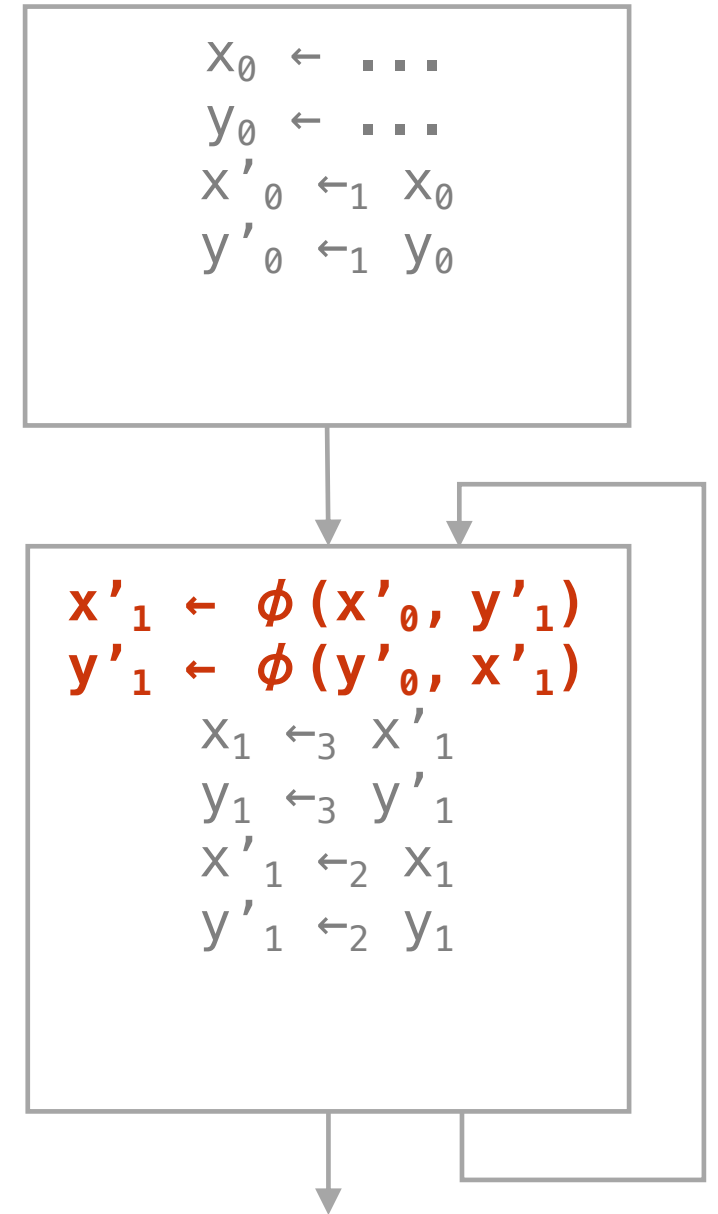 x₀ ← ...
y₀ ← ...
x’₀ ←₁ x₀
y’₀ ←₁ y₀
x’₁ ← ϕ(x’₀, y’₁)
y’₁ ← ϕ(y’₀, x’₁)
x₁ ←₃ x’₁
y₁ ←₃ y’₁
x’₁ ←₂ x₁
y’₁ ←₂ y₁